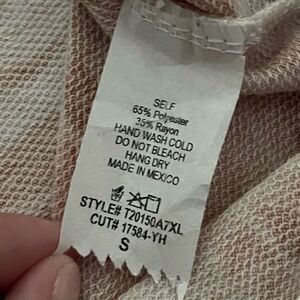 SELF
65% Polyester
35% Rayon
HAND WASH COLD
DO NOT BLEACH
HANG DRY
MADE IN MEXICO
STYLE# T20150A7XL
CUT# 17584-YH
S